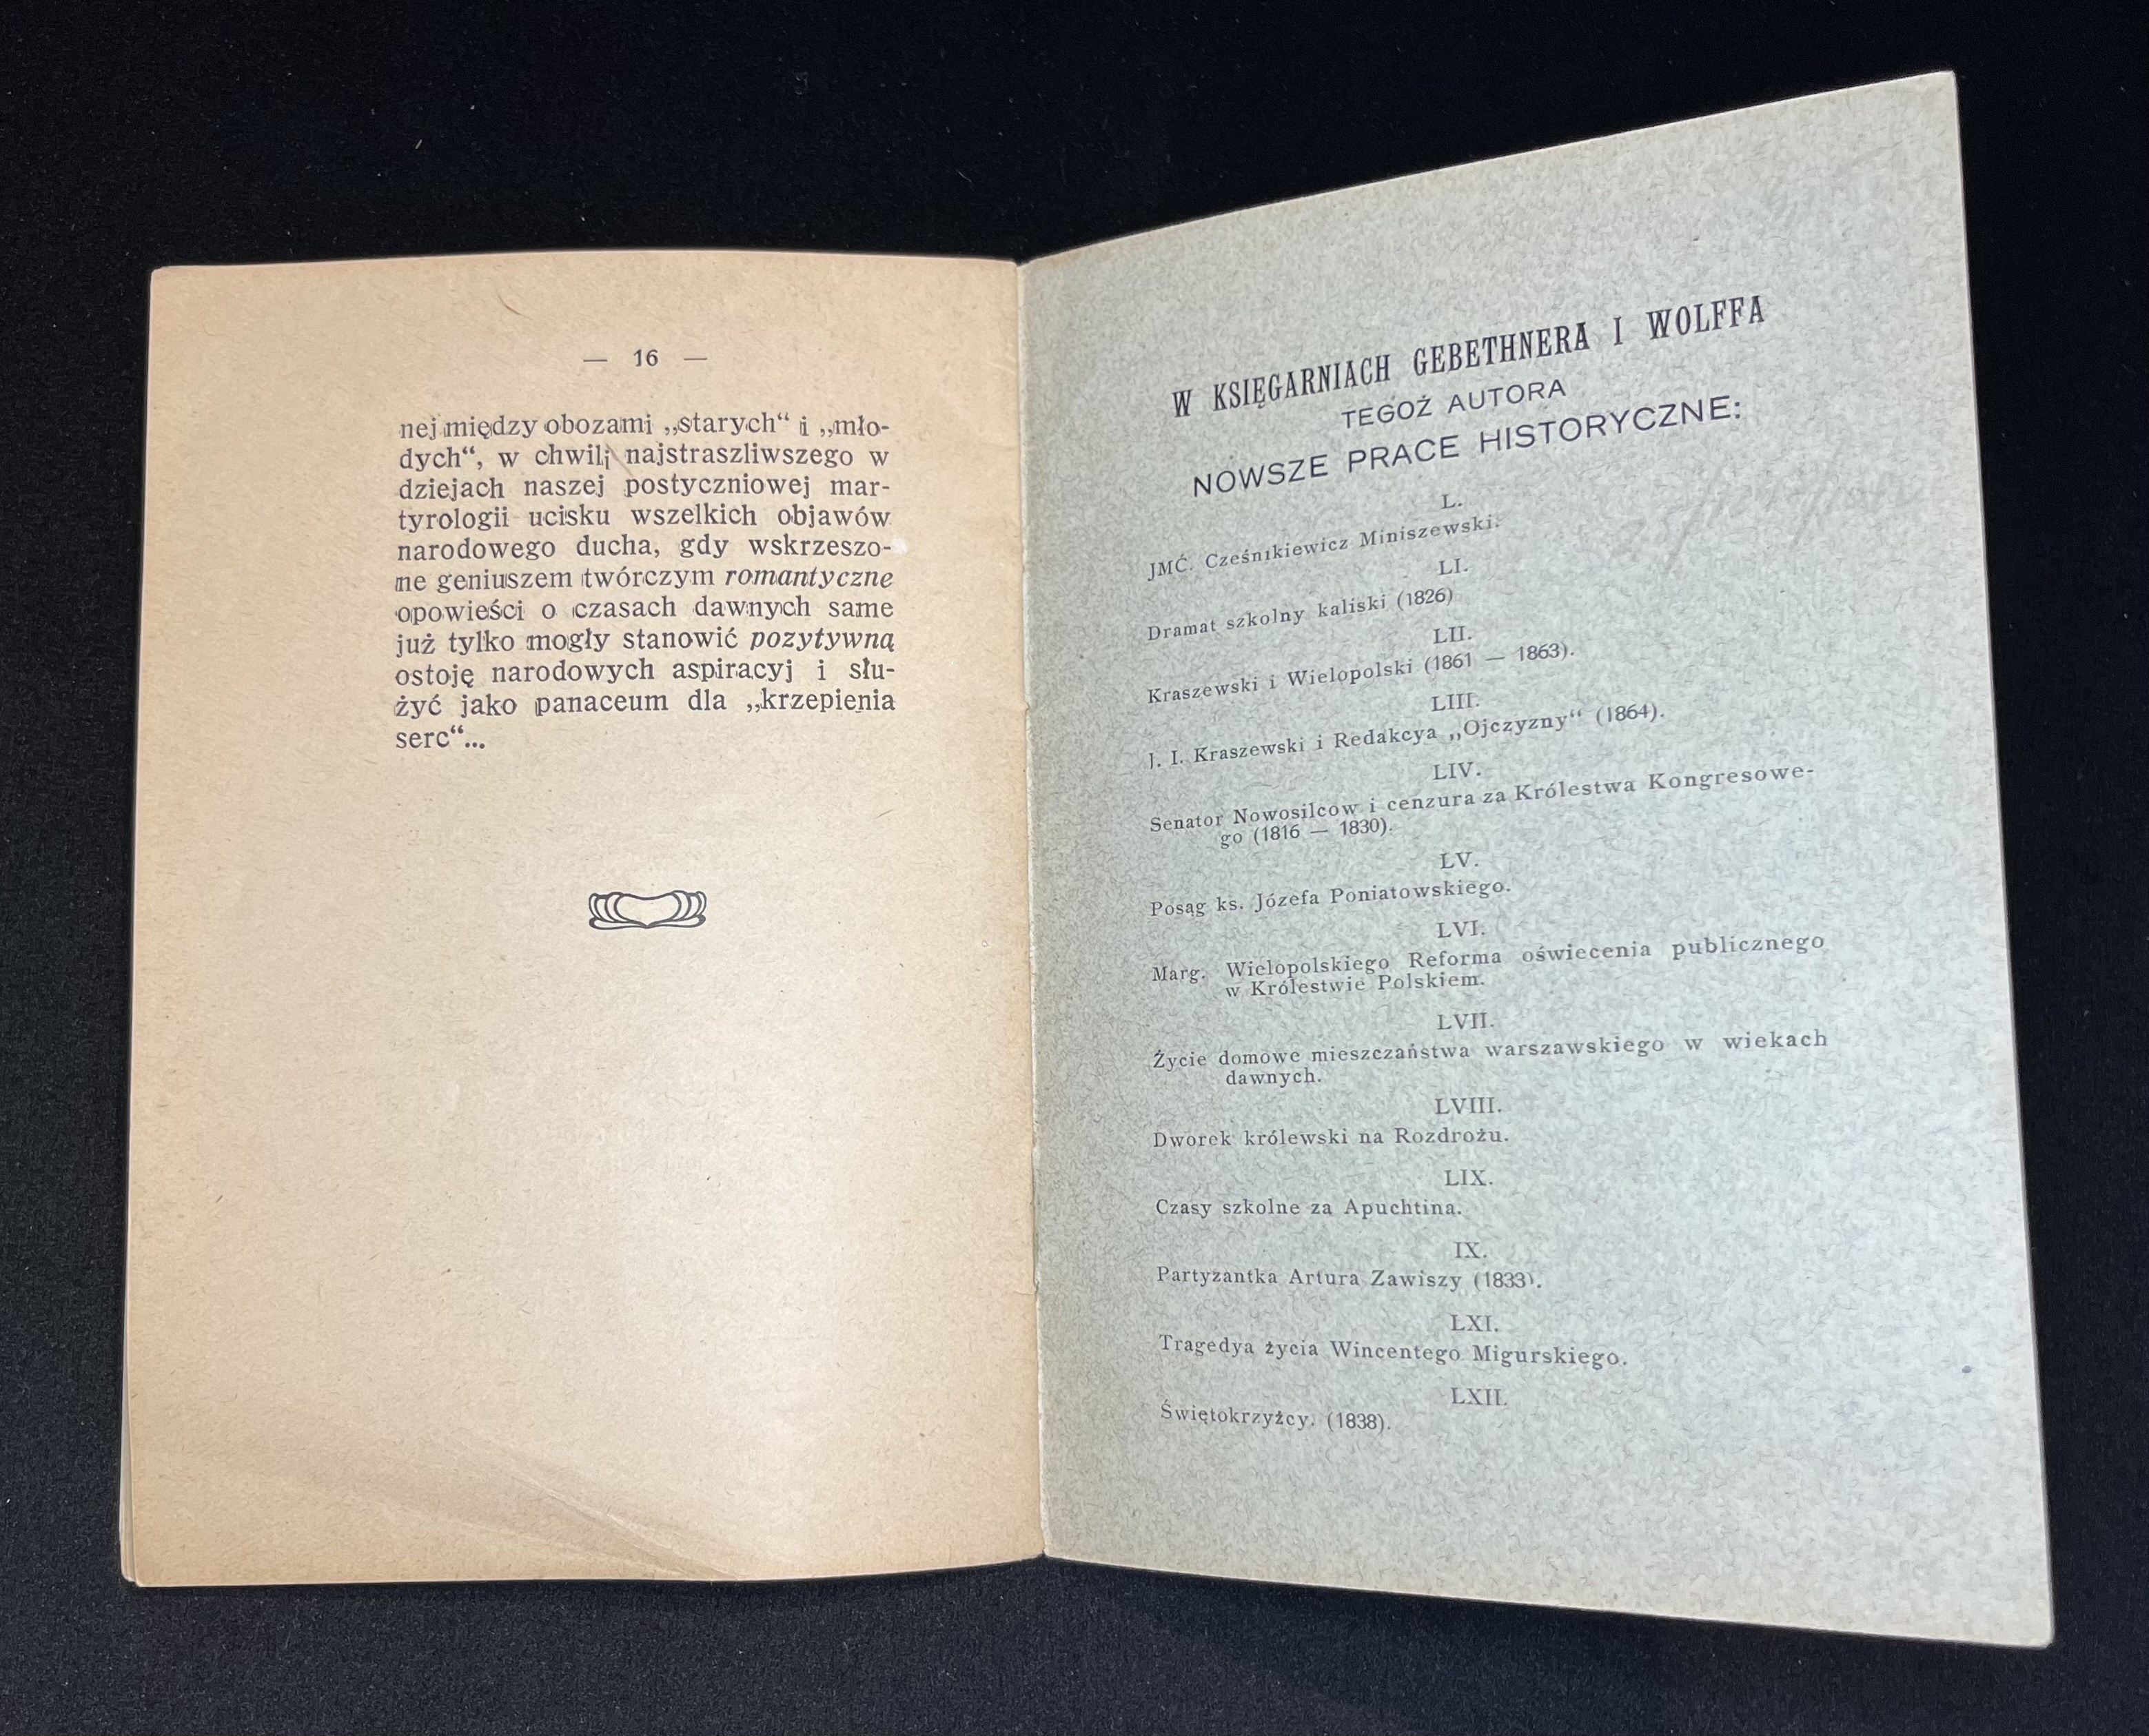 — 16 —
nej między obozami „starych“ i „mło-
dych“, w chwili najstraszliwszego w
dziejach naszej postyczniowej mar-
tyrologii ucisku wszelkich objawów
narodowego ducha, gdy wskrzeszo-
ne geniuszem twórczym romantyczne
opowieści o czasach dawnych same
już tylko mogły stanowić pozytywną
ostoję narodowych aspiracyj i słu-
żyć jako panaceum dla „krzepienia
serc“...
W KSIĘGARNIACH GEBETHNERA I WOLFFA
TEGOŻ AUTORA
NOWSZE PRACE HISTORYCZNE:
L.
JMĆ. Cześnikiewicz Miniszewski.
LI.
Dramat szkolny kaliski (1826)
LII.
Kraszewski i Wielopolski (1861 — 1863).
LIII.
J. I. Kraszewski i Redakcya „Ojczyzny“ (1864).
LIV.
Senator Nowosilcow i cenzura za Królestwa Kongresowe-
go (1816 — 1830).
LV.
Posąg ks. Józefa Poniatowskiego.
LVI.
Marg. Wielopolskiego Reforma oświecenia publicznego
w Królestwie Polskiem.
LVII.
Życie domowe mieszczaństwa warszawskiego w wiekach
dawnych.
LVIII.
Dworek królewski na Rozdrożu.
LIX.
Czasy szkolne za Apuchtina.
IX.
Partyzantka Artura Zawiszy (1833).
LXI.
Tragedya życia Wincentego Migurskiego.
LXII.
Świętokrzyżcy. (1838).